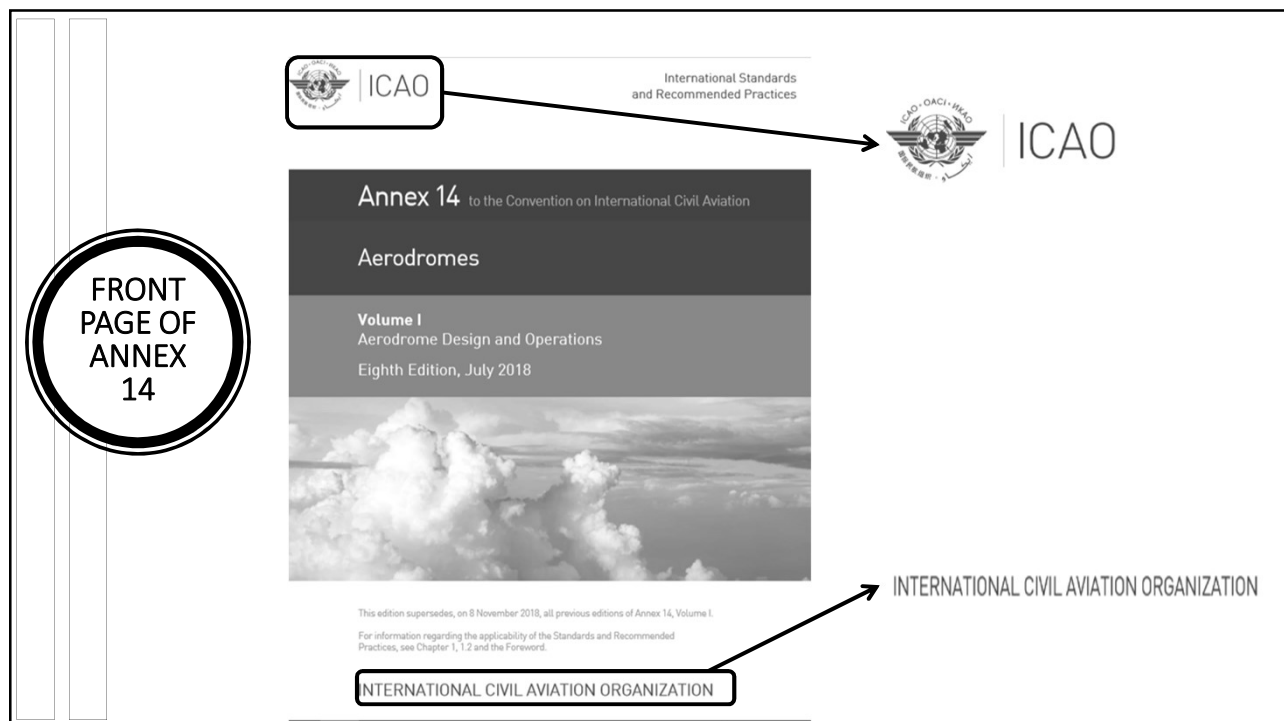 FRONT
PAGE OF
ANNEX
14
ICAO
International Standards
and Recommended Practices
Annex 14 to the Convention on International Civil Aviation
Aerodromes
Volume I
Aerodrome Design and Operations
Eighth Edition, July 2018
This edition supersedes, on 8 November 2018, all previous editions of Annex 14, Volume I.
For information regarding the applicability of the Standards and Recommended
Practices, see Chapter 1, 1.2 and the Foreword.
INTERNATIONAL CIVIL AVIATION ORGANIZATION
ICAO · OACI · ИКАО
ICAO
INTERNATIONAL CIVIL AVIATION ORGANIZATION